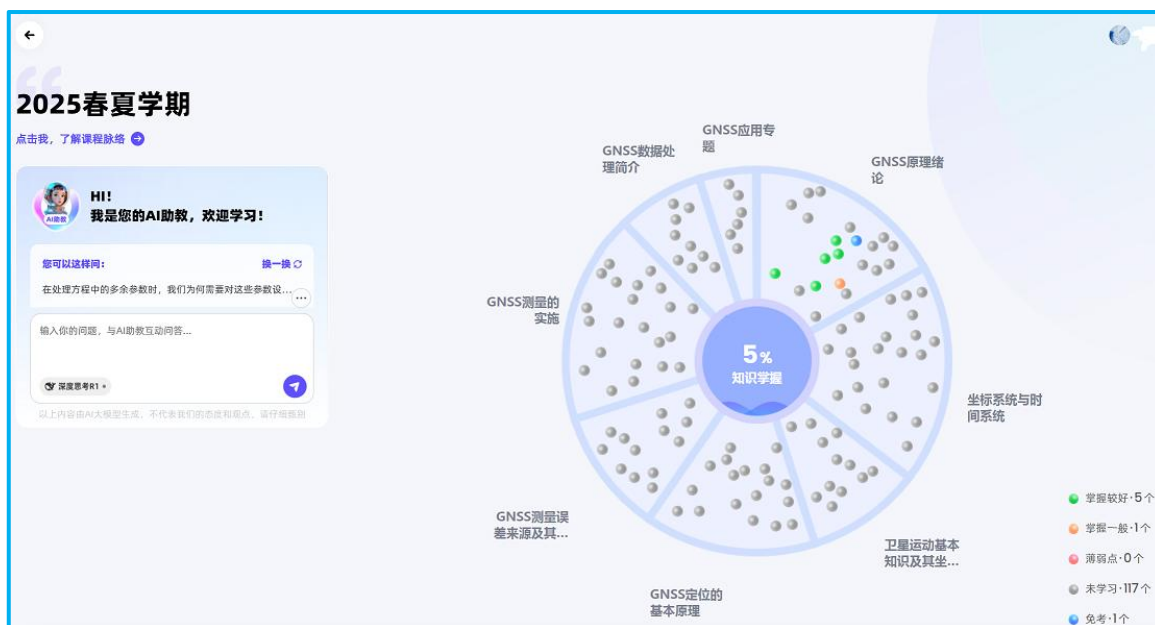 2025春夏学期
点击我，了解课程脉络
AI助教
HI!
我是您的AI助教，欢迎学习!
您可以这样问:
换一换
在处理方程中的多余参数时，我们为何需要对这些参数设...
输入你的问题，与AI助教互动问答...
深度思考R1
以上内容由AI大模型生成，不代表我们的态度和观点，请仔细甄别
GNSS应用专
题
GNSS数据处
理简介
GNSS原理绪
论
GNSS测量的
实施
5%
知识掌握
坐标系统与时
间系统
GNSS测量误
差来源及其...
卫星运动基本
知识及其坐...
GNSS定位的
基本原理
掌握较好·5个
掌握一般·1个
薄弱点·0个
未学习·117个
免考·1个